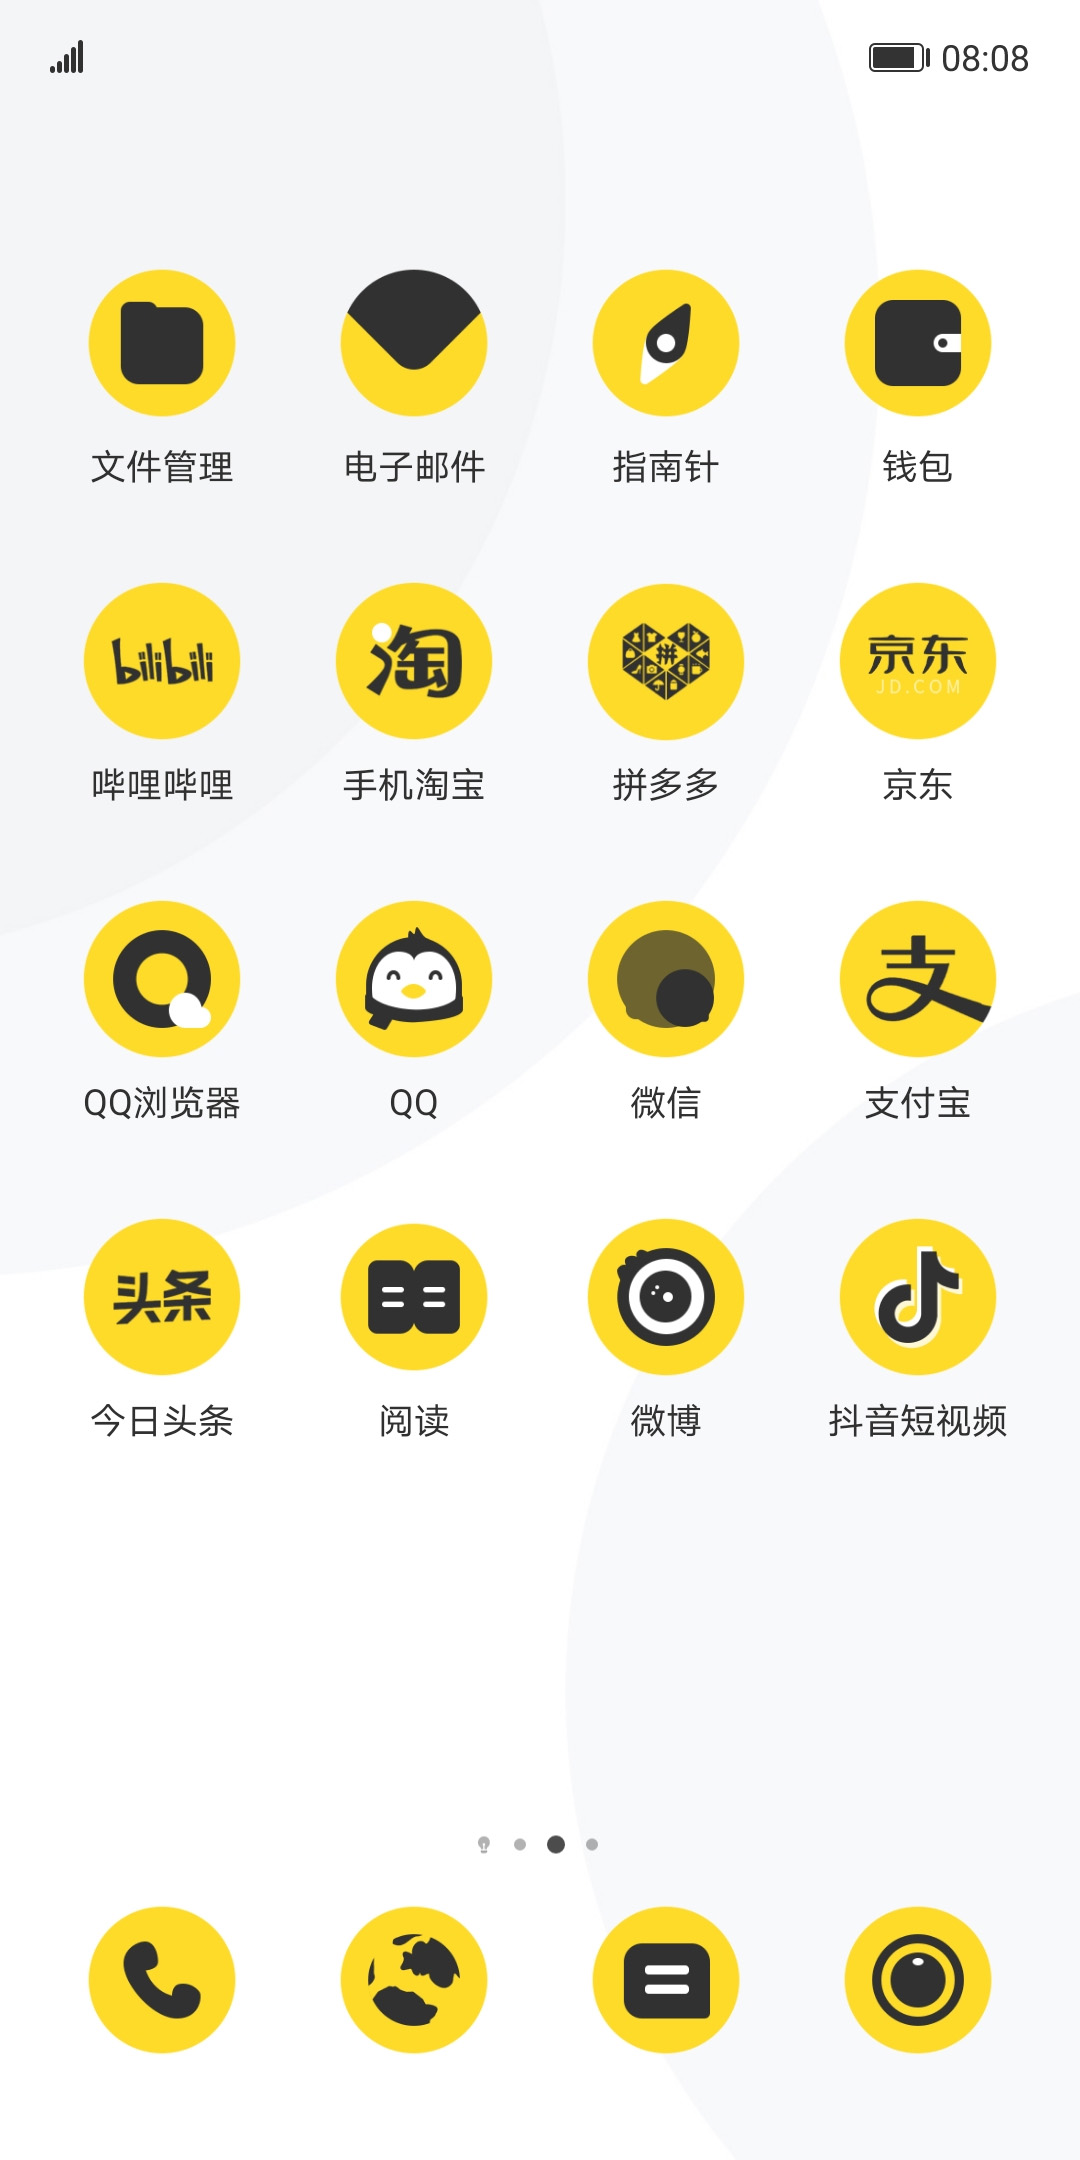 08:08
文件管理 电子邮件 指南针 钱包
bilibili 淘 拼 京东
JD.COM
哔哩哔哩 手机淘宝 拼多多 京东
支
QQ浏览器 QQ 微信 支付宝
头条
今日头条 阅读 微博 抖音短视频